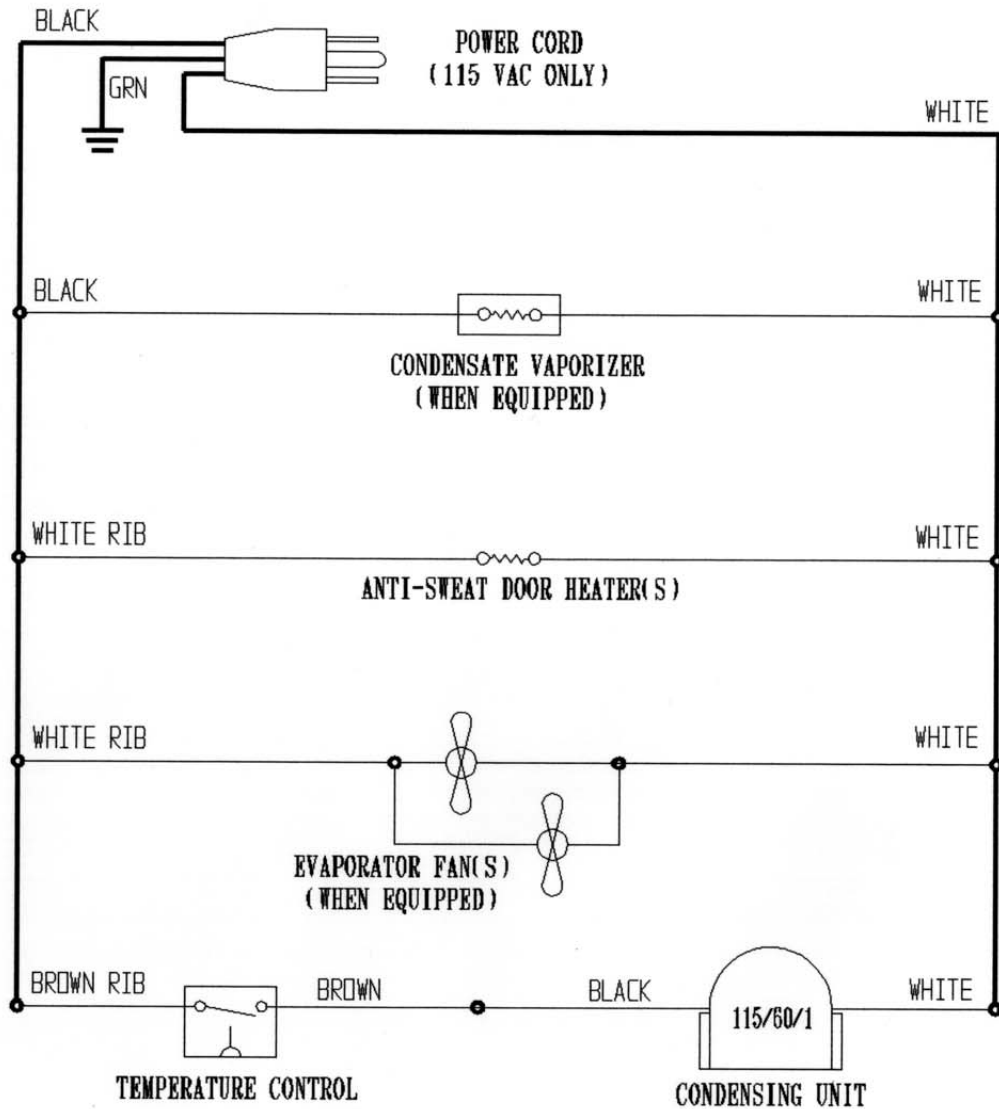 BLACK
POWER CORD
(115 VAC ONLY)
GRN
WHITE
BLACK
WHITE
CONDENSATE VAPORIZER
(WHEN EQUIPPED)
WHITE RIB
WHITE
ANTI-SWEAT DOOR HEATER(S)
WHITE RIB
WHITE
EVAPORATOR FAN(S)
(WHEN EQUIPPED)
BROWN RIB
BROWN
BLACK
WHITE
115/60/1
TEMPERATURE CONTROL
CONDENSING UNIT